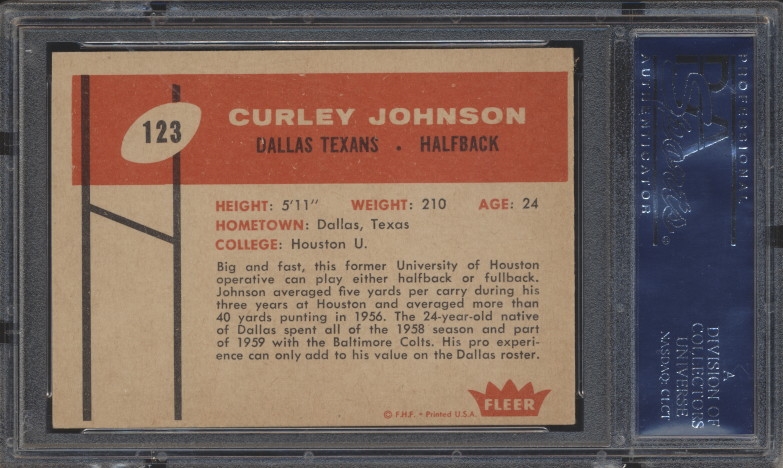 123
CURLEY JOHNSON
DALLAS TEXANS • HALFBACK
HEIGHT: 5'11" WEIGHT: 210 AGE: 24
HOMETOWN: Dallas, Texas
COLLEGE: Houston U.
Big and fast, this former University of Houston
operative can play either halfback or fullback.
Johnson averaged five yards per carry during his
three years at Houston and averaged more than
40 yards punting in 1956. The 24-year-old native
of Dallas spent all of the 1958 season and part
of 1959 with the Baltimore Colts. His pro experi-
ence can only add to his value on the Dallas roster.
© F.H.F. • Printed U.S.A.
FLEER
PROFESSIONAL
PSA
AUTHENTICATOR
A
DIVISION OF
COLLECTORS
UNIVERSE
NASDAQ: CLCT